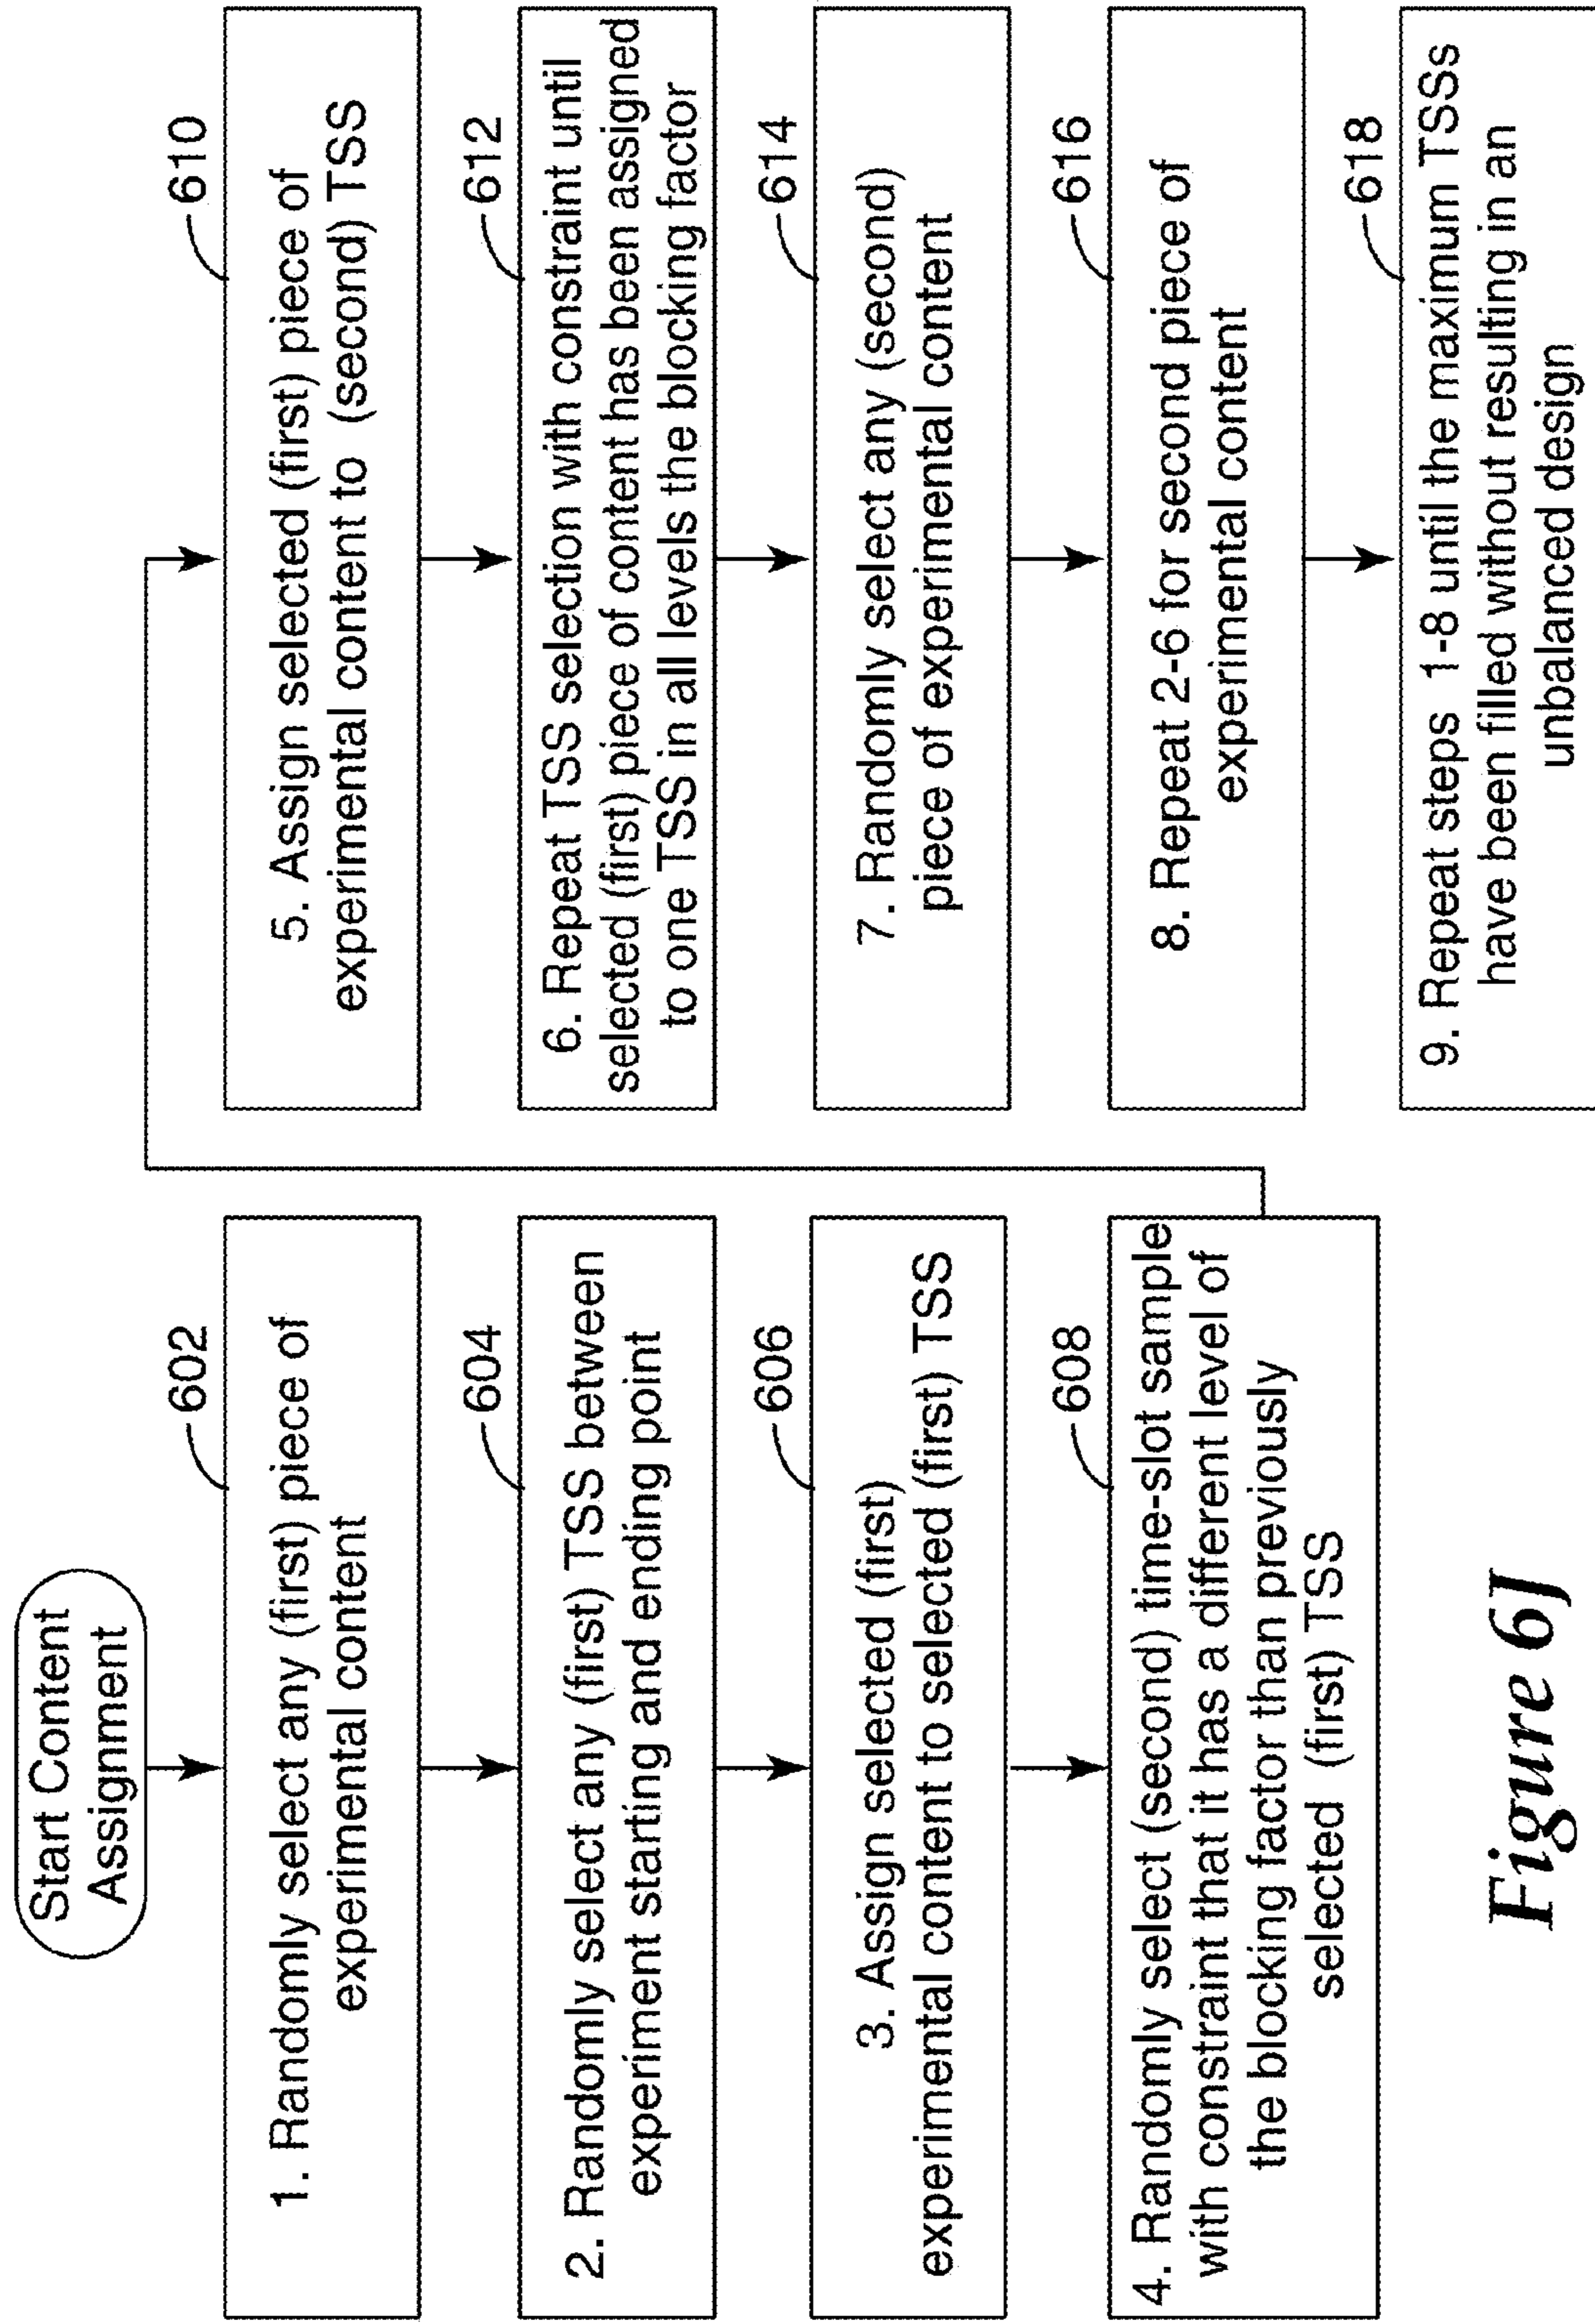 Start Content
Assignment
602
1. Randomly select any (first) piece of
experimental content
604
2. Randomly select any (first) TSS between
experiment starting and ending point
606
3. Assign selected (first)
experimental content to selected (first) TSS
608
4. Randomly select (second) time-slot sample
with constraint that it has a different level of
the blocking factor than previously
selected (first) TSS
610
5. Assign selected (first) piece of
experimental content to (second) TSS
612
6. Repeat TSS selection with constraint until
selected (first) piece of content has been assigned
to one TSS in all levels the blocking factor
614
7. Randomly select any (second)
piece of experimental content
616
8. Repeat 2-6 for second piece of
experimental content
618
9. Repeat steps 1-8 until the maximum TSSs
have been filled without resulting in an
unbalanced design
Figure 6J